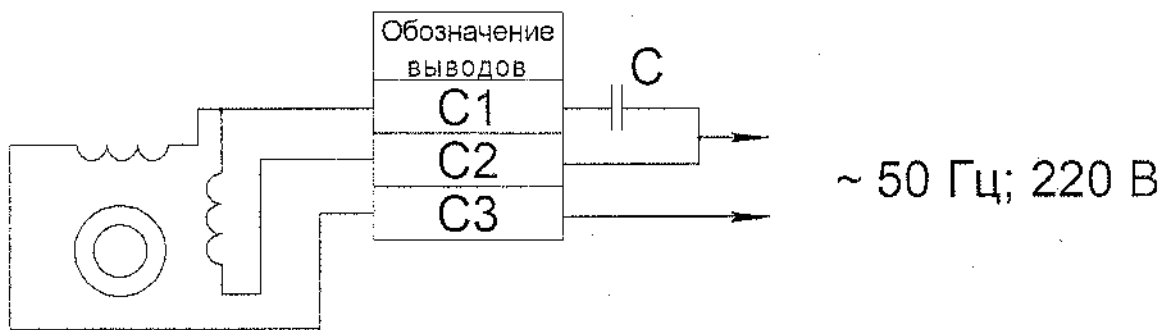 Обозначение
выводов
C
C1
C2
C3
~ 50 Гц; 220 В